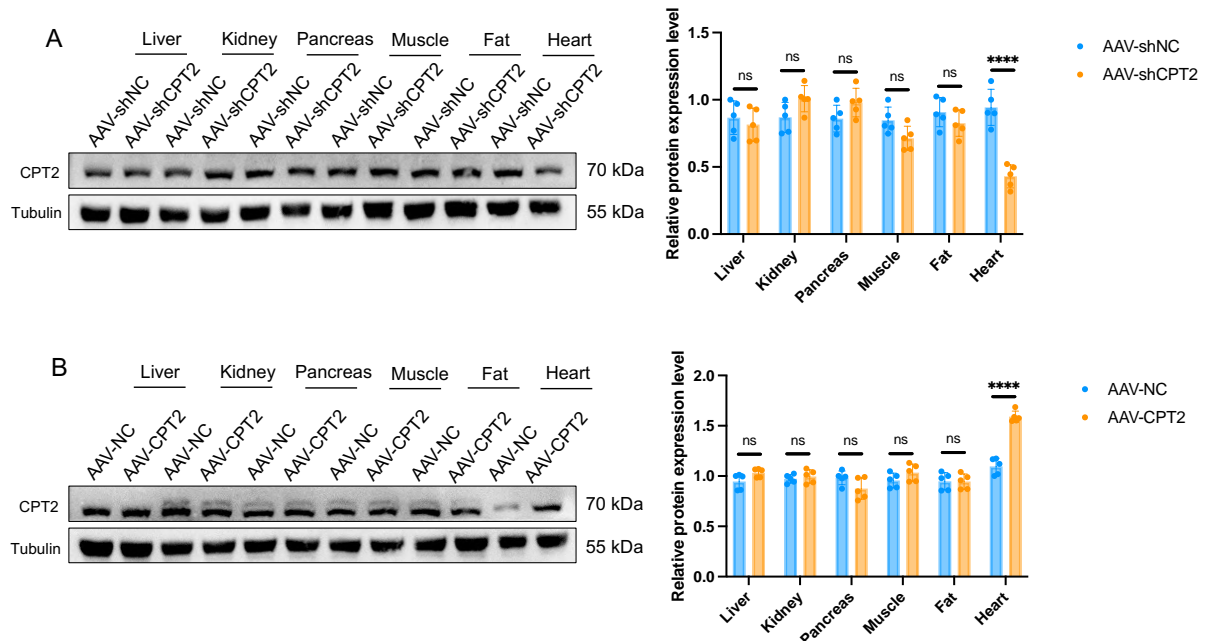 A
Liver Kidney Pancreas Muscle Fat Heart
AAV-shNC AAV-shCPT2 AAV-shNC AAV-shCPT2 AAV-shNC AAV-shCPT2 AAV-shCPT2 AAV-shNC AAV-shCPT2 AAV-shNC AAV-shCPT2
CPT2 70 kDa
Tubulin 55 kDa
Relative protein expression level
1.5
1.0
0.5
0.0
ns ns ns ns ns ****
Liver Kidney Pancreas Muscle Fat Heart
AAV-shNC
AAV-shCPT2
B
Liver Kidney Pancreas Muscle Fat Heart
AAV-NC AAV-CPT2 AAV-NC AAV-CPT2 AAV-NC AAV-CPT2 AAV-NC AAV-CPT2 AAV-NC AAV-CPT2 AAV-NC AAV-CPT2
CPT2 70 kDa
Tubulin 55 kDa
Relative protein expression level
2.0
1.5
1.0
0.5
0.0
ns ns ns ns ns ****
Liver Kidney Pancreas Muscle Fat Heart
AAV-NC
AAV-CPT2